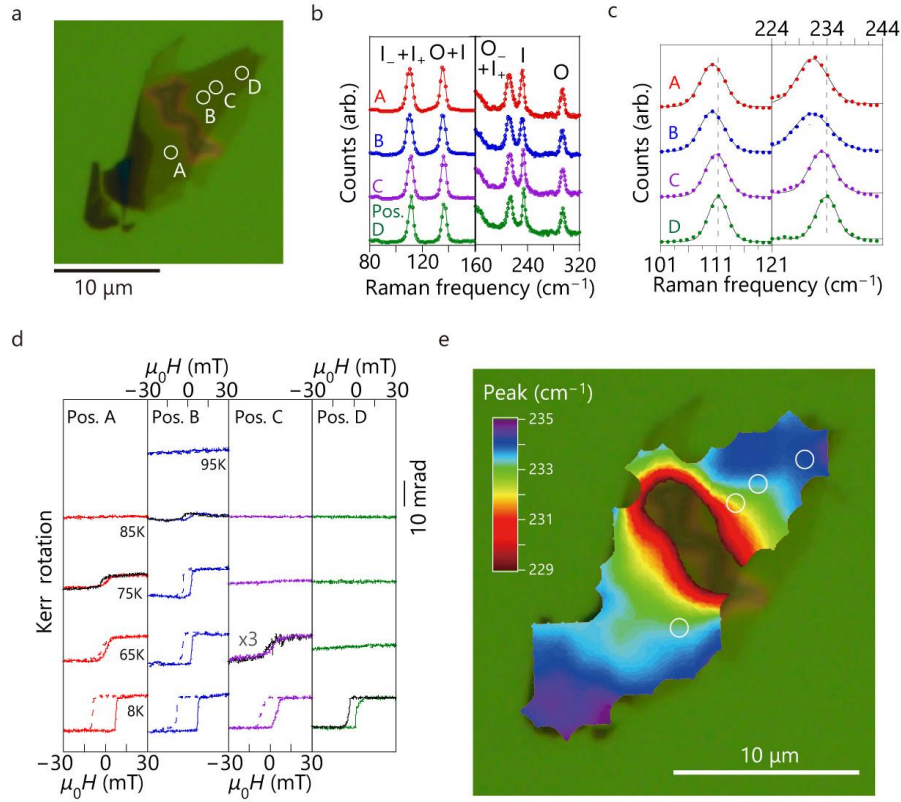 a
A
B
C
D
10 μm
b
I₋+I₊ O+I
O₋
+I₊
I
O
A
B
C
Pos.
D
Counts (arb.)
80 120 160 240 320
160
Raman frequency (cm⁻¹)
c
224 234 244
A
B
C
D
Counts (arb.)
101 111 121
Raman frequency (cm⁻¹)
d
μ₀H (mT) μ₀H (mT)
−30 0 30 −30 0 30
Pos. A Pos. B Pos. C Pos. D
95K
85K
75K
65K
8K
x3
10 mrad
Kerr rotation
−30 0 30 −30 0 30
μ₀H (mT) μ₀H (mT)
e
Peak (cm⁻¹)
235
233
231
229
10 μm